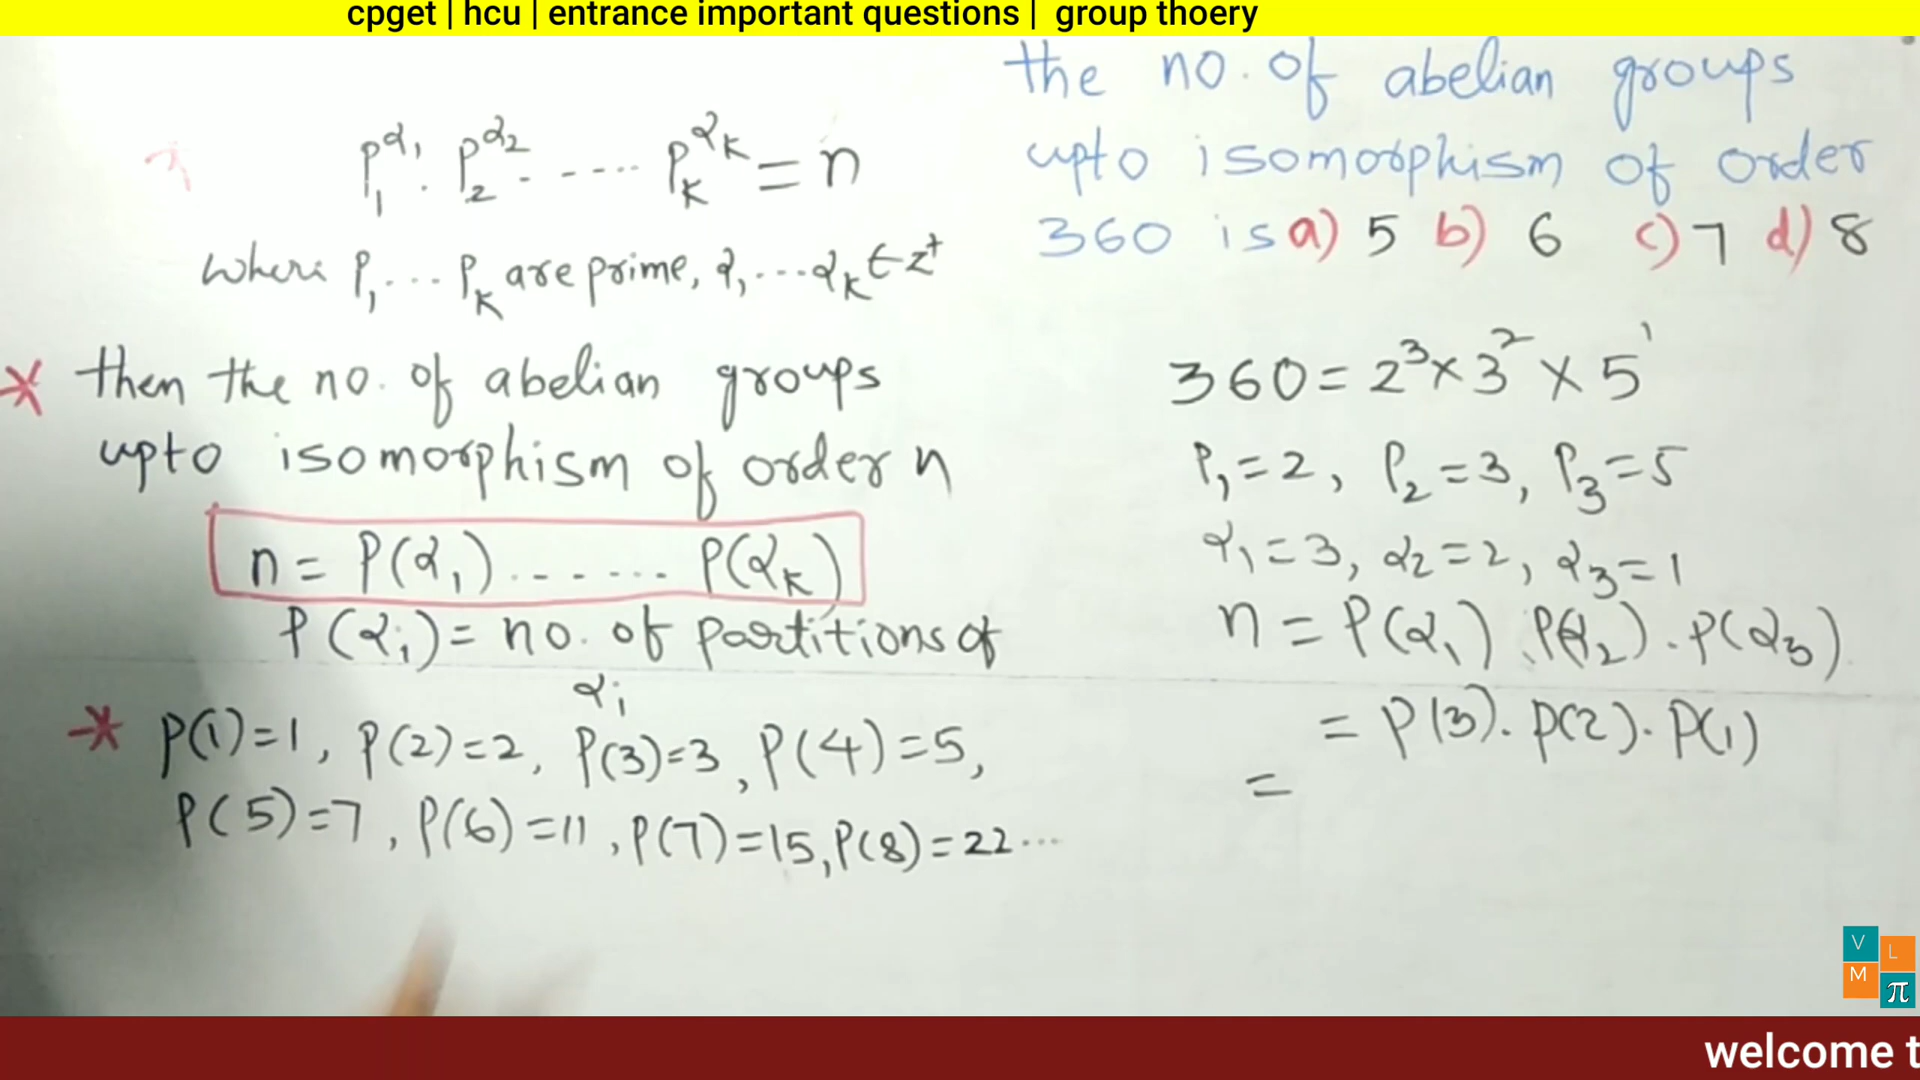 cpget | hcu | entrance important questions | group thoery
p₁^α₁ . p₂^α₂ . - - - - - p_k^α_k = n
where p₁, ... p_k are prime, α₁, ... α_k ∈ z⁺
* then the no. of abelian groups
upto isomorphism of order n
n = P(α₁) . - - . . . . P(α_k)
P(αᵢ) = no. of partitions of
αᵢ
* P(1)=1, P(2)=2, P(3)=3, P(4)=5,
P(5)=7, P(6)=11, P(7)=15, P(8)=22 ...
the no. of abelian groups
upto isomorphism of order
360 is a) 5 b) 6 c) 7 d) 8
360 = 2³ x 3² x 5¹
P₁=2, P₂=3, P₃=5
α₁=3, α₂=2, α₃=1
n = P(α₁) . P(α₂) . P(α₃)
= P(3). P(2). P(1)
=
V L
M π
welcome t